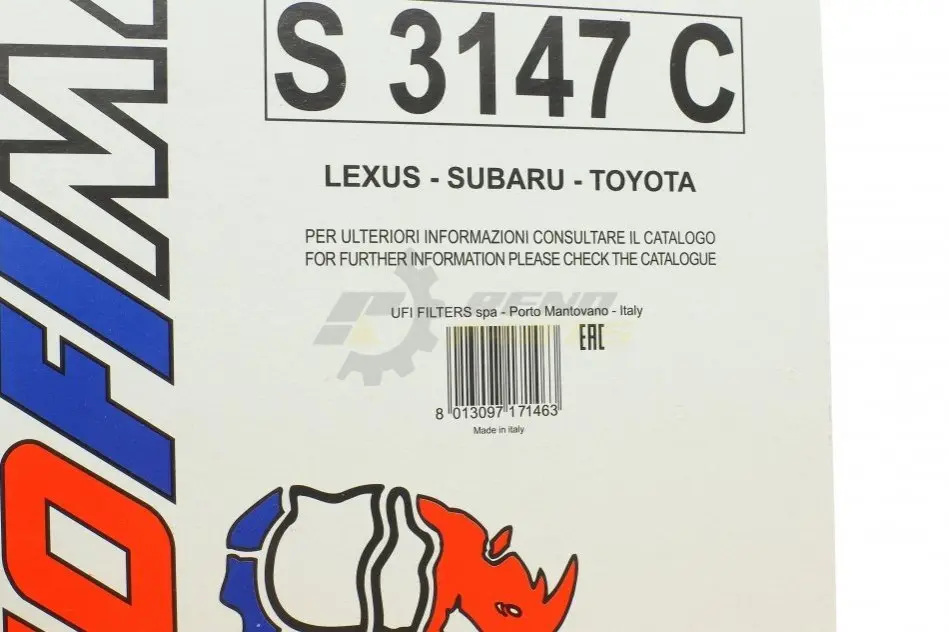 S 3147 C
LEXUS - SUBARU - TOYOTA
PER ULTERIORI INFORMAZIONI CONSULTARE IL CATALOGO
FOR FURTHER INFORMATION PLEASE CHECK THE CATALOGUE
UFI FILTERS spa - Porto Mantovano - Italy
EAC
8 013097 171463
Made in italy
OFIMA